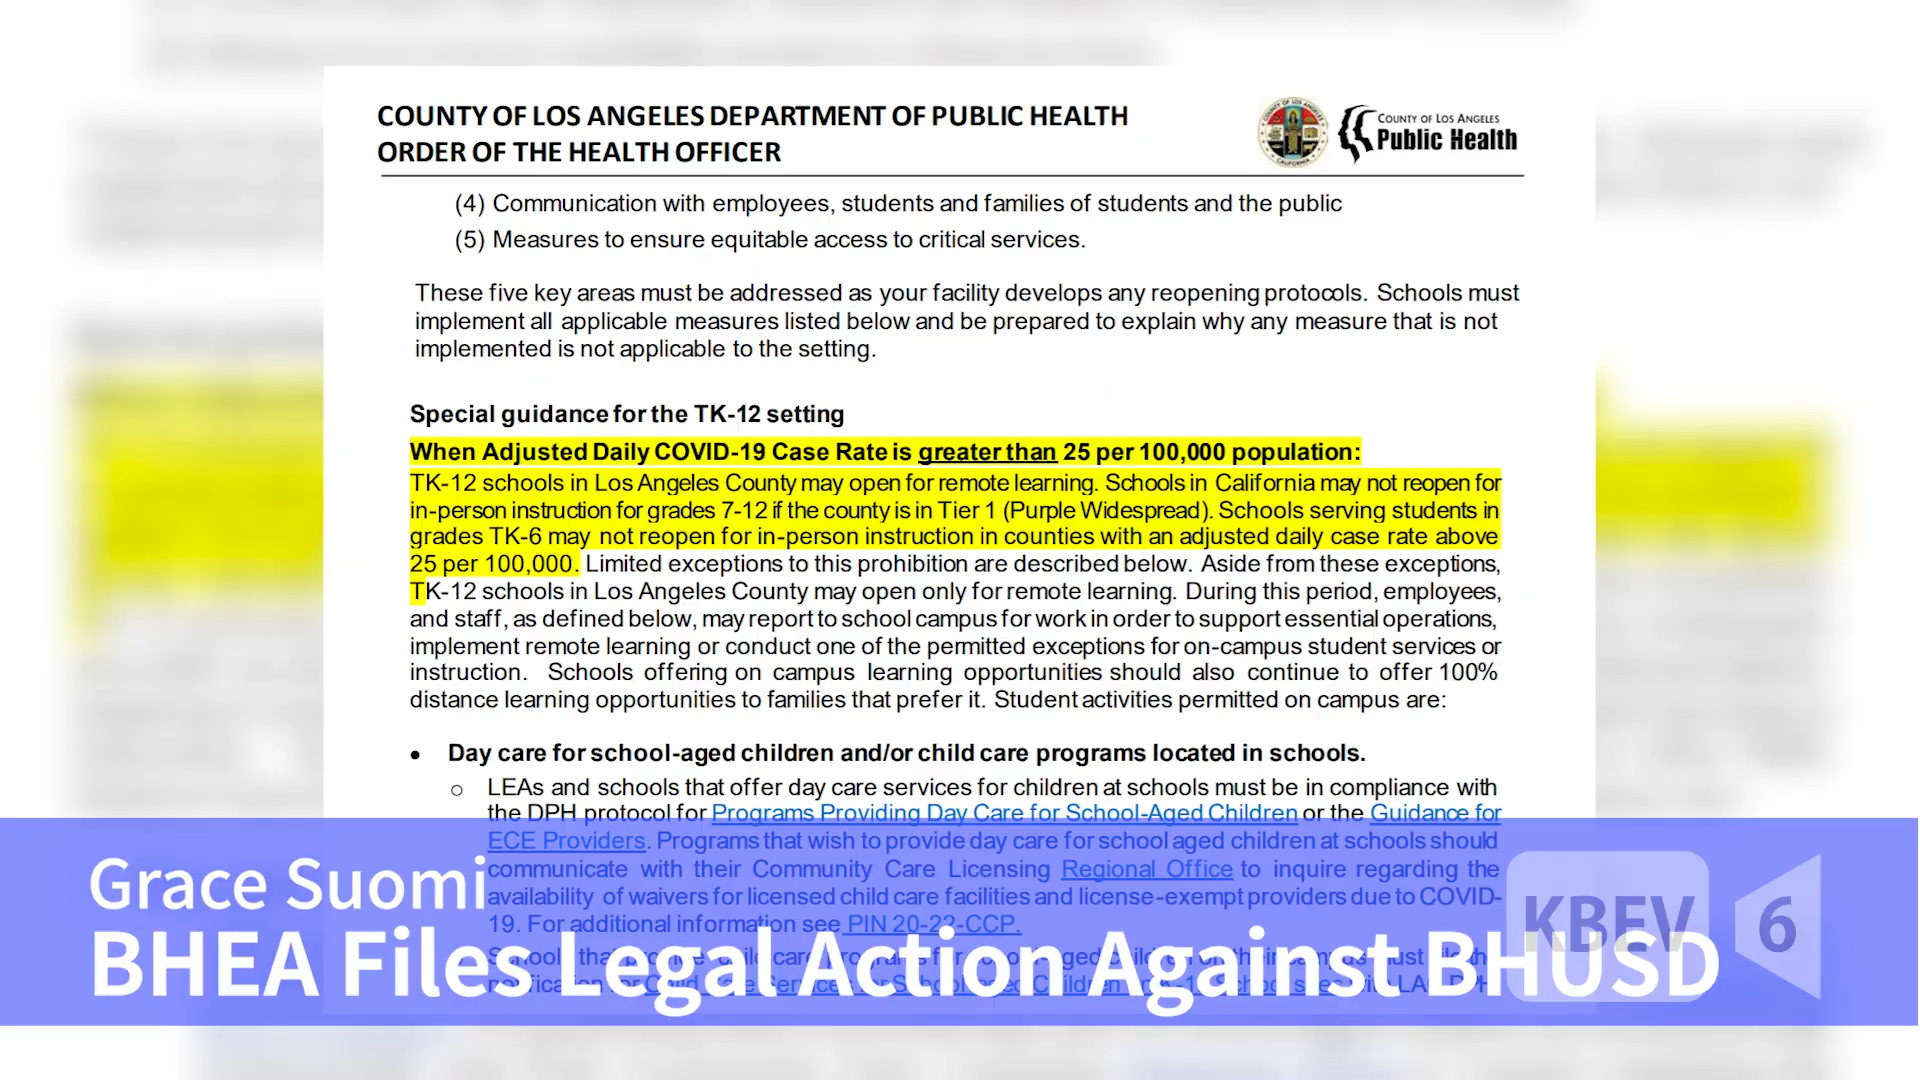 COUNTY OF LOS ANGELES DEPARTMENT OF PUBLIC HEALTH
ORDER OF THE HEALTH OFFICER
COUNTY OF LOS ANGELES
Public Health
(4) Communication with employees, students and families of students and the public
(5) Measures to ensure equitable access to critical services.
These five key areas must be addressed as your facility develops any reopening protocols. Schools must
implement all applicable measures listed below and be prepared to explain why any measure that is not
implemented is not applicable to the setting.
Special guidance for the TK-12 setting
When Adjusted Daily COVID-19 Case Rate is greater than 25 per 100,000 population:
TK-12 schools in Los Angeles County may open for remote learning. Schools in California may not reopen for
in-person instruction for grades 7-12 if the county is in Tier 1 (Purple Widespread). Schools serving students in
grades TK-6 may not reopen for in-person instruction in counties with an adjusted daily case rate above
25 per 100,000. Limited exceptions to this prohibition are described below. Aside from these exceptions,
TK-12 schools in Los Angeles County may open only for remote learning. During this period, employees,
and staff, as defined below, may report to school campus for work in order to support essential operations,
implement remote learning or conduct one of the permitted exceptions for on-campus student services or
instruction. Schools offering on campus learning opportunities should also continue to offer 100%
distance learning opportunities to families that prefer it. Student activities permitted on campus are:
• Day care for school-aged children and/or child care programs located in schools.
o LEAs and schools that offer day care services for children at schools must be in compliance with
the DPH protocol for Programs Providing Day Care for School-Aged Children or the Guidance for
ECE Providers. Programs that wish to provide day care for school aged children at schools should
communicate with their Community Care Licensing Regional Office to inquire regarding the
availability of waivers for licensed child care facilities and license-exempt providers due to COVID-
19. For additional information see PIN 20-22-CCP.
Grace Suomi
BHEA Files Legal Action Against BHUSD
KBEV 6